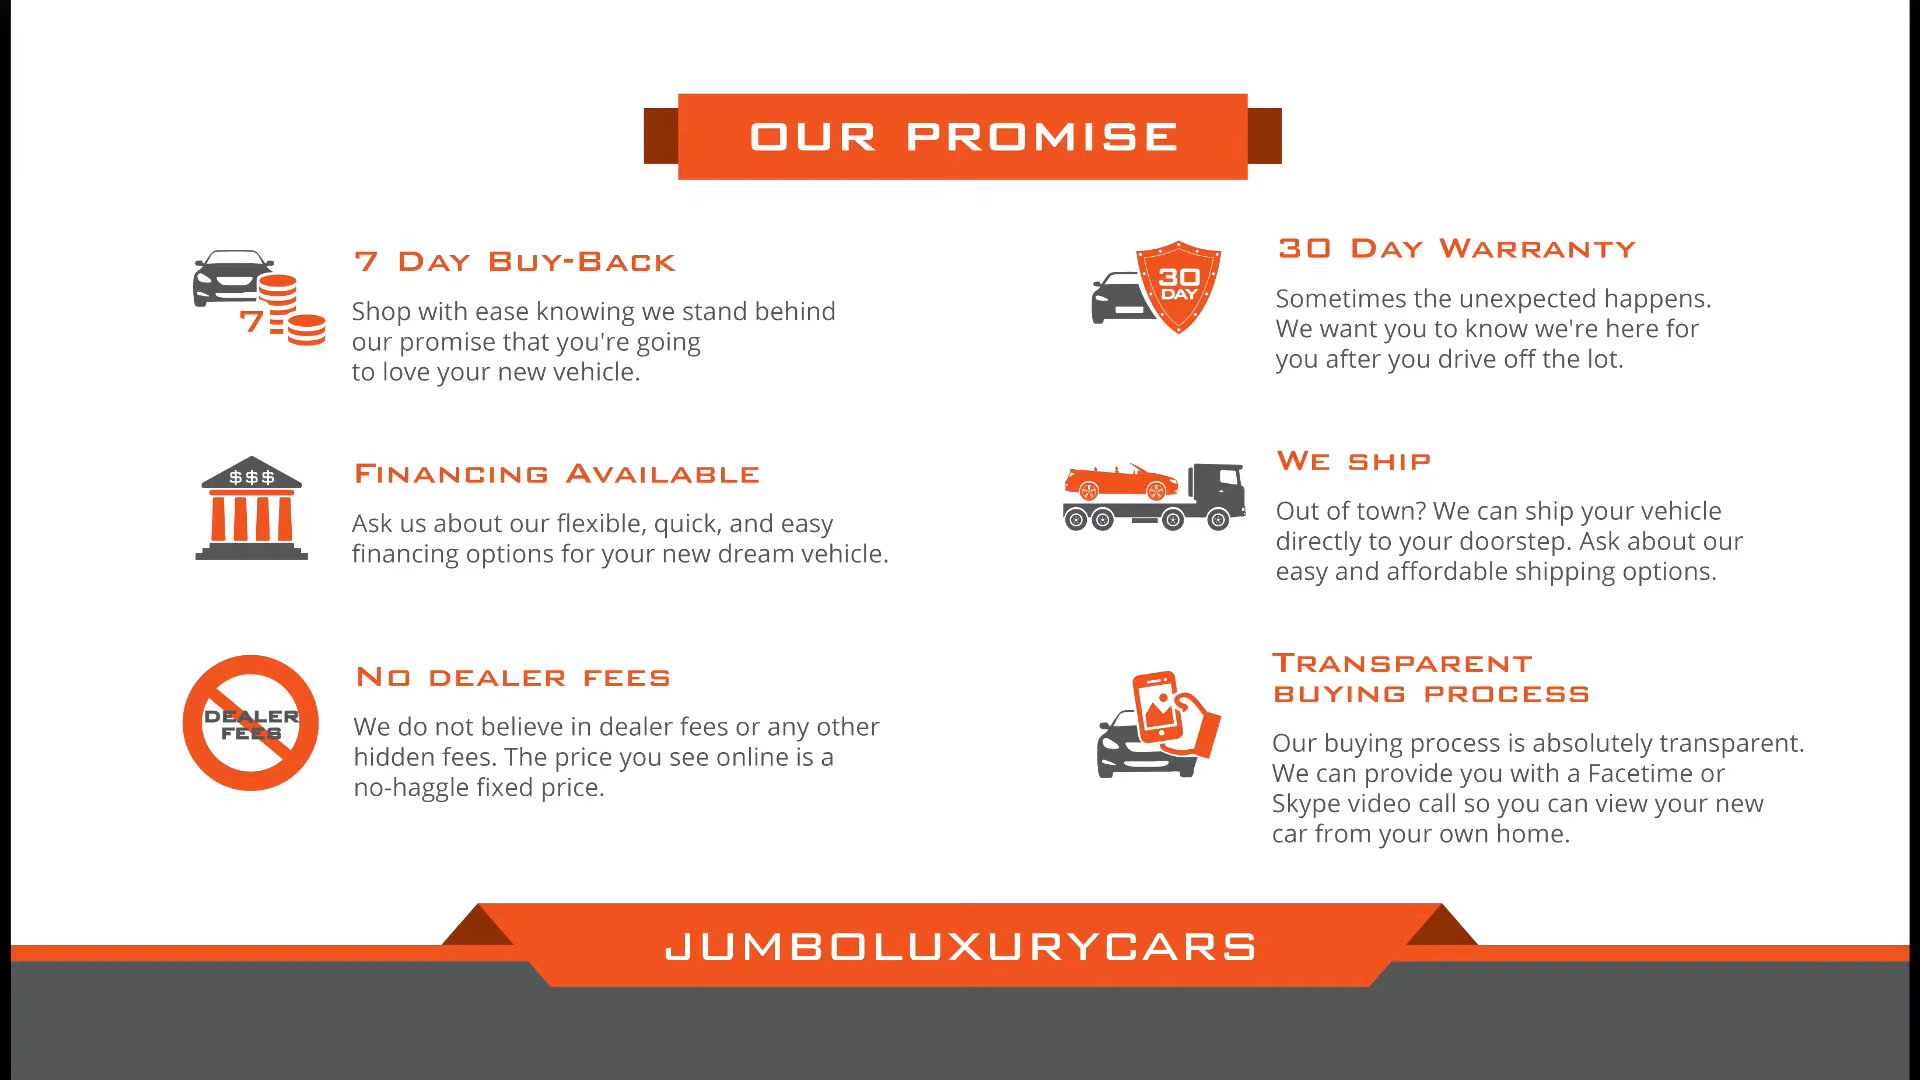 OUR PROMISE
7 DAY BUY-BACK
Shop with ease knowing we stand behind
our promise that you're going
to love your new vehicle.
7
$$$
FINANCING AVAILABLE
Ask us about our flexible, quick, and easy
financing options for your new dream vehicle.
DEALER
FEES
NO DEALER FEES
We do not believe in dealer fees or any other
hidden fees. The price you see online is a
no-haggle fixed price.
30
DAY
30 DAY WARRANTY
Sometimes the unexpected happens.
We want you to know we're here for
you after you drive off the lot.
WE SHIP
Out of town? We can ship your vehicle
directly to your doorstep. Ask about our
easy and affordable shipping options.
TRANSPARENT
BUYING PROCESS
Our buying process is absolutely transparent.
We can provide you with a Facetime or
Skype video call so you can view your new
car from your own home.
JUMBOLUXURYCARS